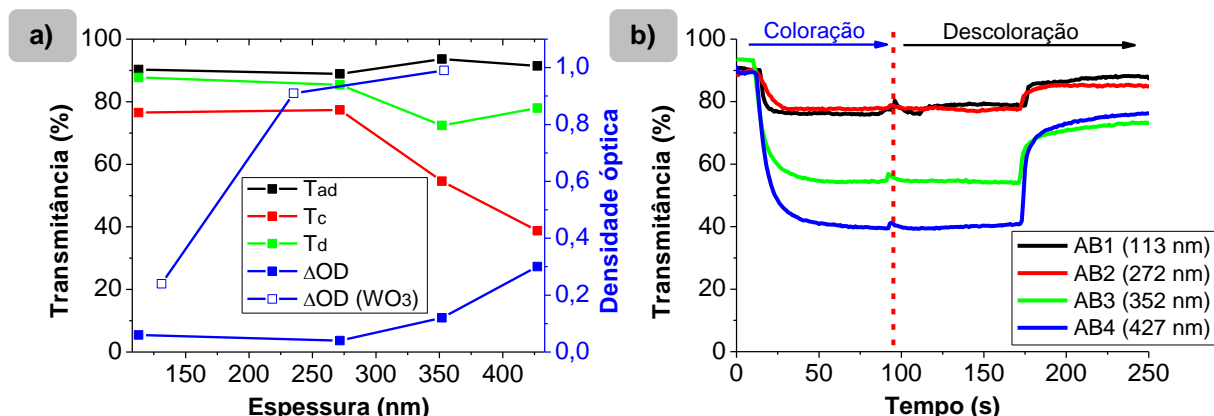 a)
Transmitância (%)
100
80
60
40
20
0
150 200 250 300 350 400
Espessura (nm)
1,0
0,8
0,6
0,4
0,2
0,0
Densidade óptica
Tad
Tc
Td
ΔOD
ΔOD (WO3)
b)
Coloração
Descoloração
Transmitância (%)
100
80
60
40
20
0
0 50 100 150 200 250
Tempo (s)
AB1 (113 nm)
AB2 (272 nm)
AB3 (352 nm)
AB4 (427 nm)